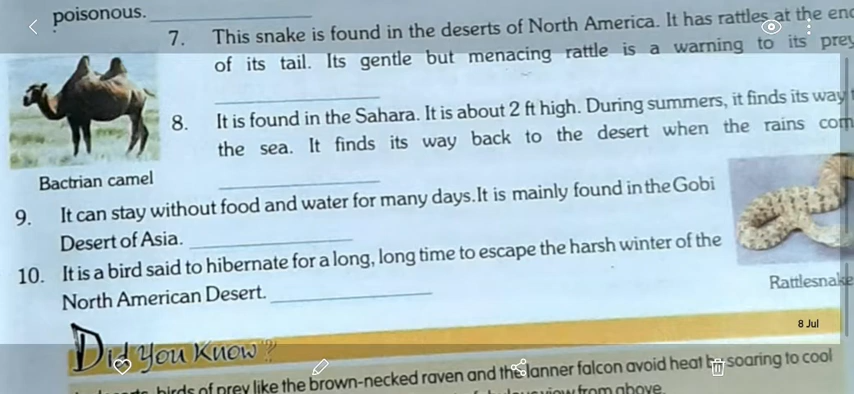 poisonous.
7. This snake is found in the deserts of North America. It has rattles at the end
of its tail. Its gentle but menacing rattle is a warning to its prey
8. It is found in the Sahara. It is about 2 ft high. During summers, it finds its way
the sea. It finds its way back to the desert when the rains com
Bactrian camel
9. It can stay without food and water for many days.It is mainly found in the Gobi
Desert of Asia.
10. It is a bird said to hibernate for a long, long time to escape the harsh winter of the
North American Desert.
Rattlesnake
8 Jul
Did You Know?
birds of prey like the brown-necked raven and the lanner falcon avoid heat by soaring to cool
view from above.